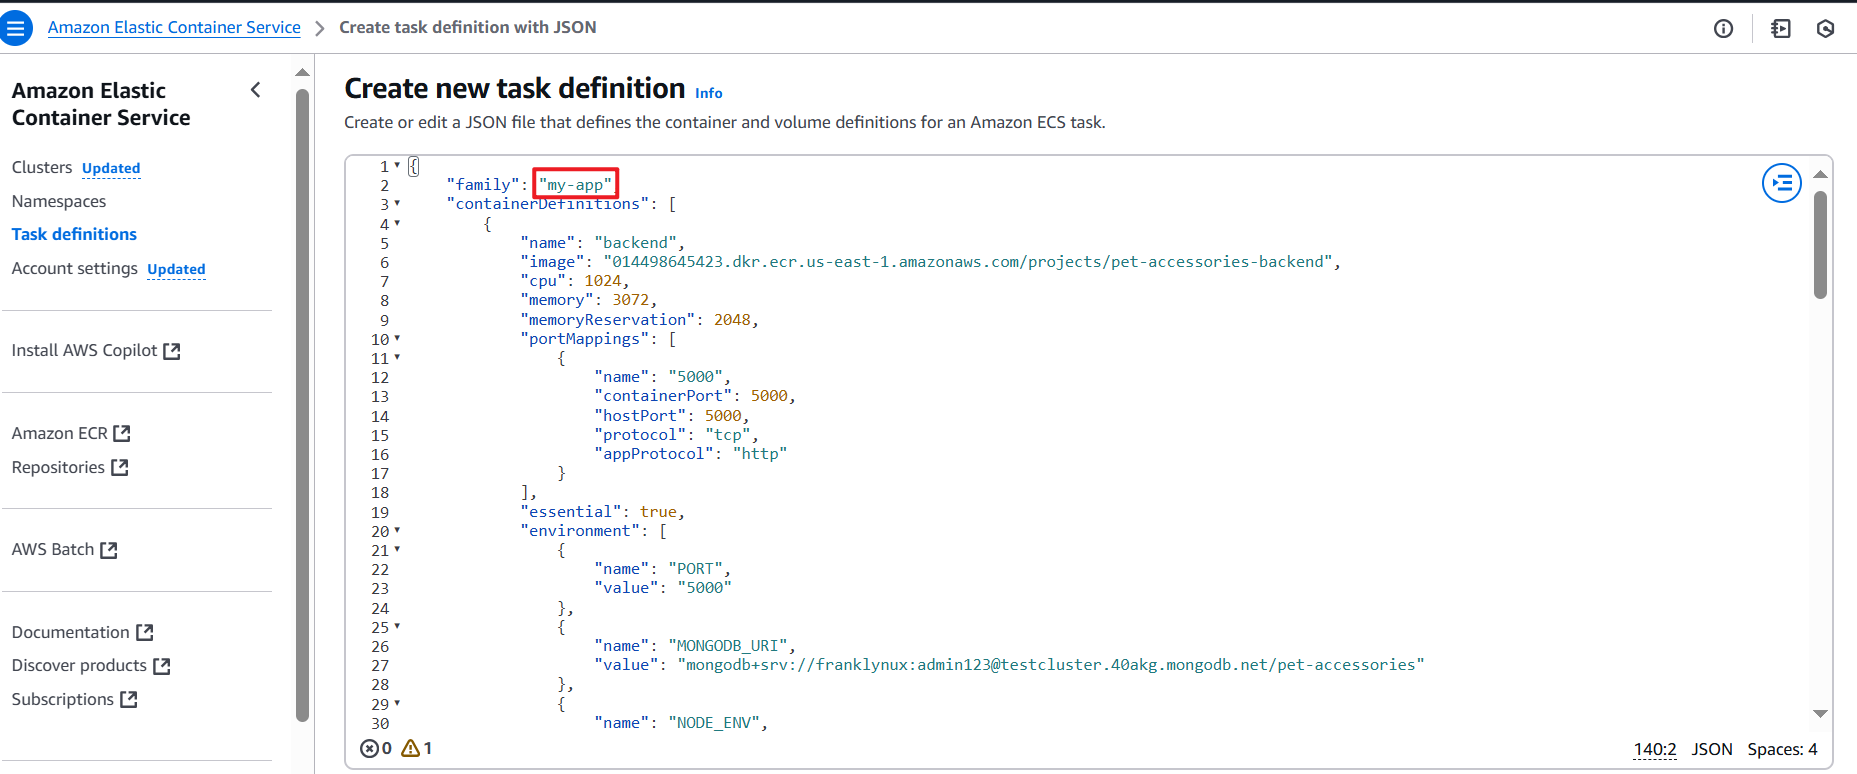 Amazon Elastic Container Service > Create task definition with JSON
Amazon Elastic
Container Service
Clusters Updated
Namespaces
Task definitions
Account settings Updated
Install AWS Copilot
Amazon ECR
Repositories
AWS Batch
Documentation
Discover products
Subscriptions
Create new task definition Info
Create or edit a JSON file that defines the container and volume definitions for an Amazon ECS task.
1 {
2 "family": "my-app"
3 "containerDefinitions": [
4 {
5 "name": "backend",
6 "image": "014498645423.dkr.ecr.us-east-1.amazonaws.com/projects/pet-accessories-backend",
7 "cpu": 1024,
8 "memory": 3072,
9 "memoryReservation": 2048,
10 "portMappings": [
11 {
12 "name": "5000",
13 "containerPort": 5000,
14 "hostPort": 5000,
15 "protocol": "tcp",
16 "appProtocol": "http"
17 }
18 ],
19 "essential": true,
20 "environment": [
21 {
22 "name": "PORT",
23 "value": "5000"
24 },
25 {
26 "name": "MONGODB_URI",
27 "value": "mongodb+srv://franklynux:admin123@testcluster.40akg.mongodb.net/pet-accessories"
28 },
29 {
30 "name": "NODE_ENV",
0 1
140:2 JSON Spaces: 4